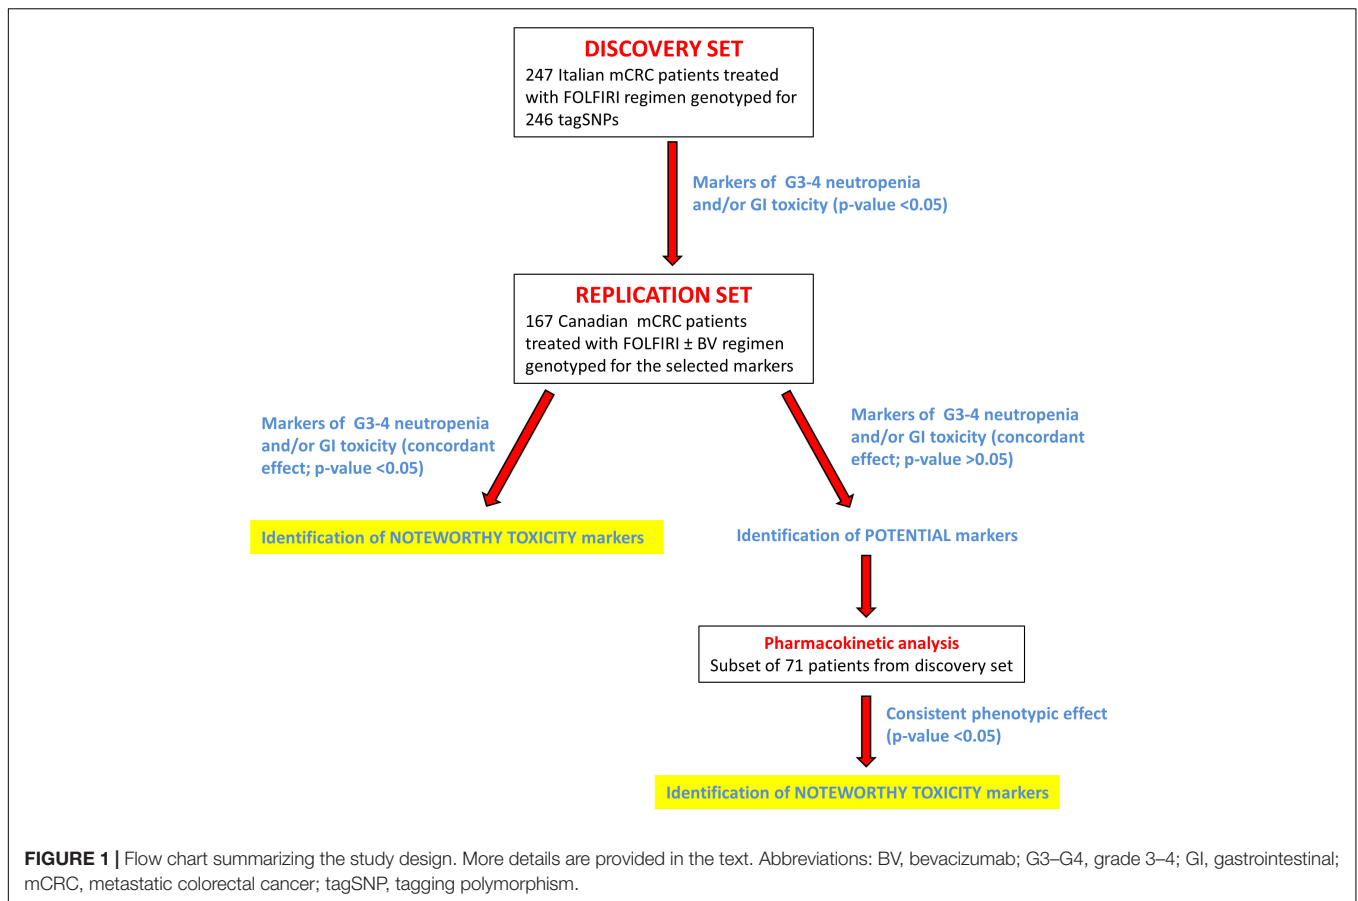 DISCOVERY SET
247 Italian mCRC patients treated
with FOLFIRI regimen genotyped for
246 tagSNPs
Markers of G3-4 neutropenia
and/or GI toxicity (p-value <0.05)
REPLICATION SET
167 Canadian mCRC patients
treated with FOLFIRI ± BV regimen
genotyped for the selected markers
Markers of G3-4 neutropenia
and/or GI toxicity (concordant
effect; p-value <0.05)
Markers of G3-4 neutropenia
and/or GI toxicity (concordant
effect; p-value >0.05)
Identification of NOTEWORTHY TOXICITY markers
Identification of POTENTIAL markers
Pharmacokinetic analysis
Subset of 71 patients from discovery set
Consistent phenotypic effect
(p-value <0.05)
Identification of NOTEWORTHY TOXICITY markers
FIGURE 1 | Flow chart summarizing the study design. More details are provided in the text. Abbreviations: BV, bevacizumab; G3–G4, grade 3–4; GI, gastrointestinal;
mCRC, metastatic colorectal cancer; tagSNP, tagging polymorphism.